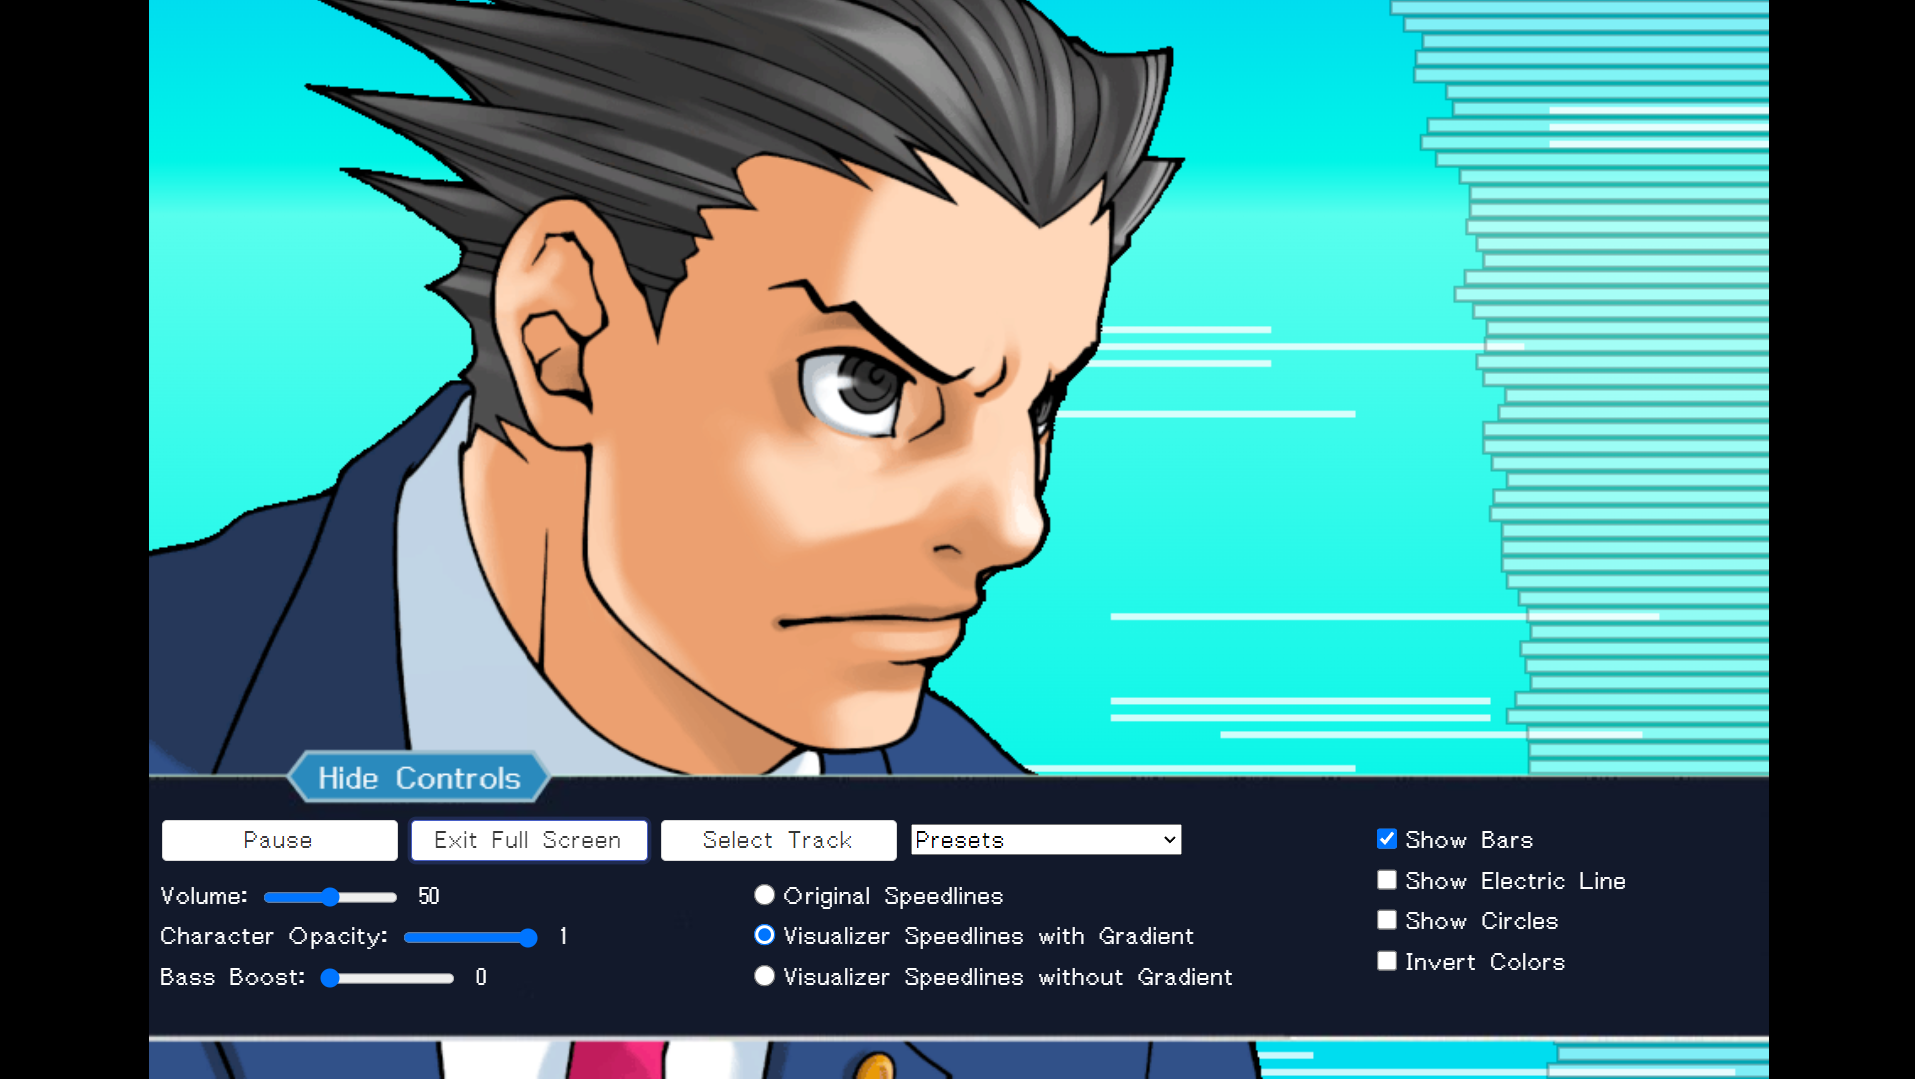 Hide Controls
Pause
Exit Full Screen
Select Track
Presets
Show Bars
Volume: 50
Original Speedlines
Show Electric Line
Character Opacity: 1
Visualizer Speedlines with Gradient
Show Circles
Bass Boost: 0
Visualizer Speedlines without Gradient
Invert Colors